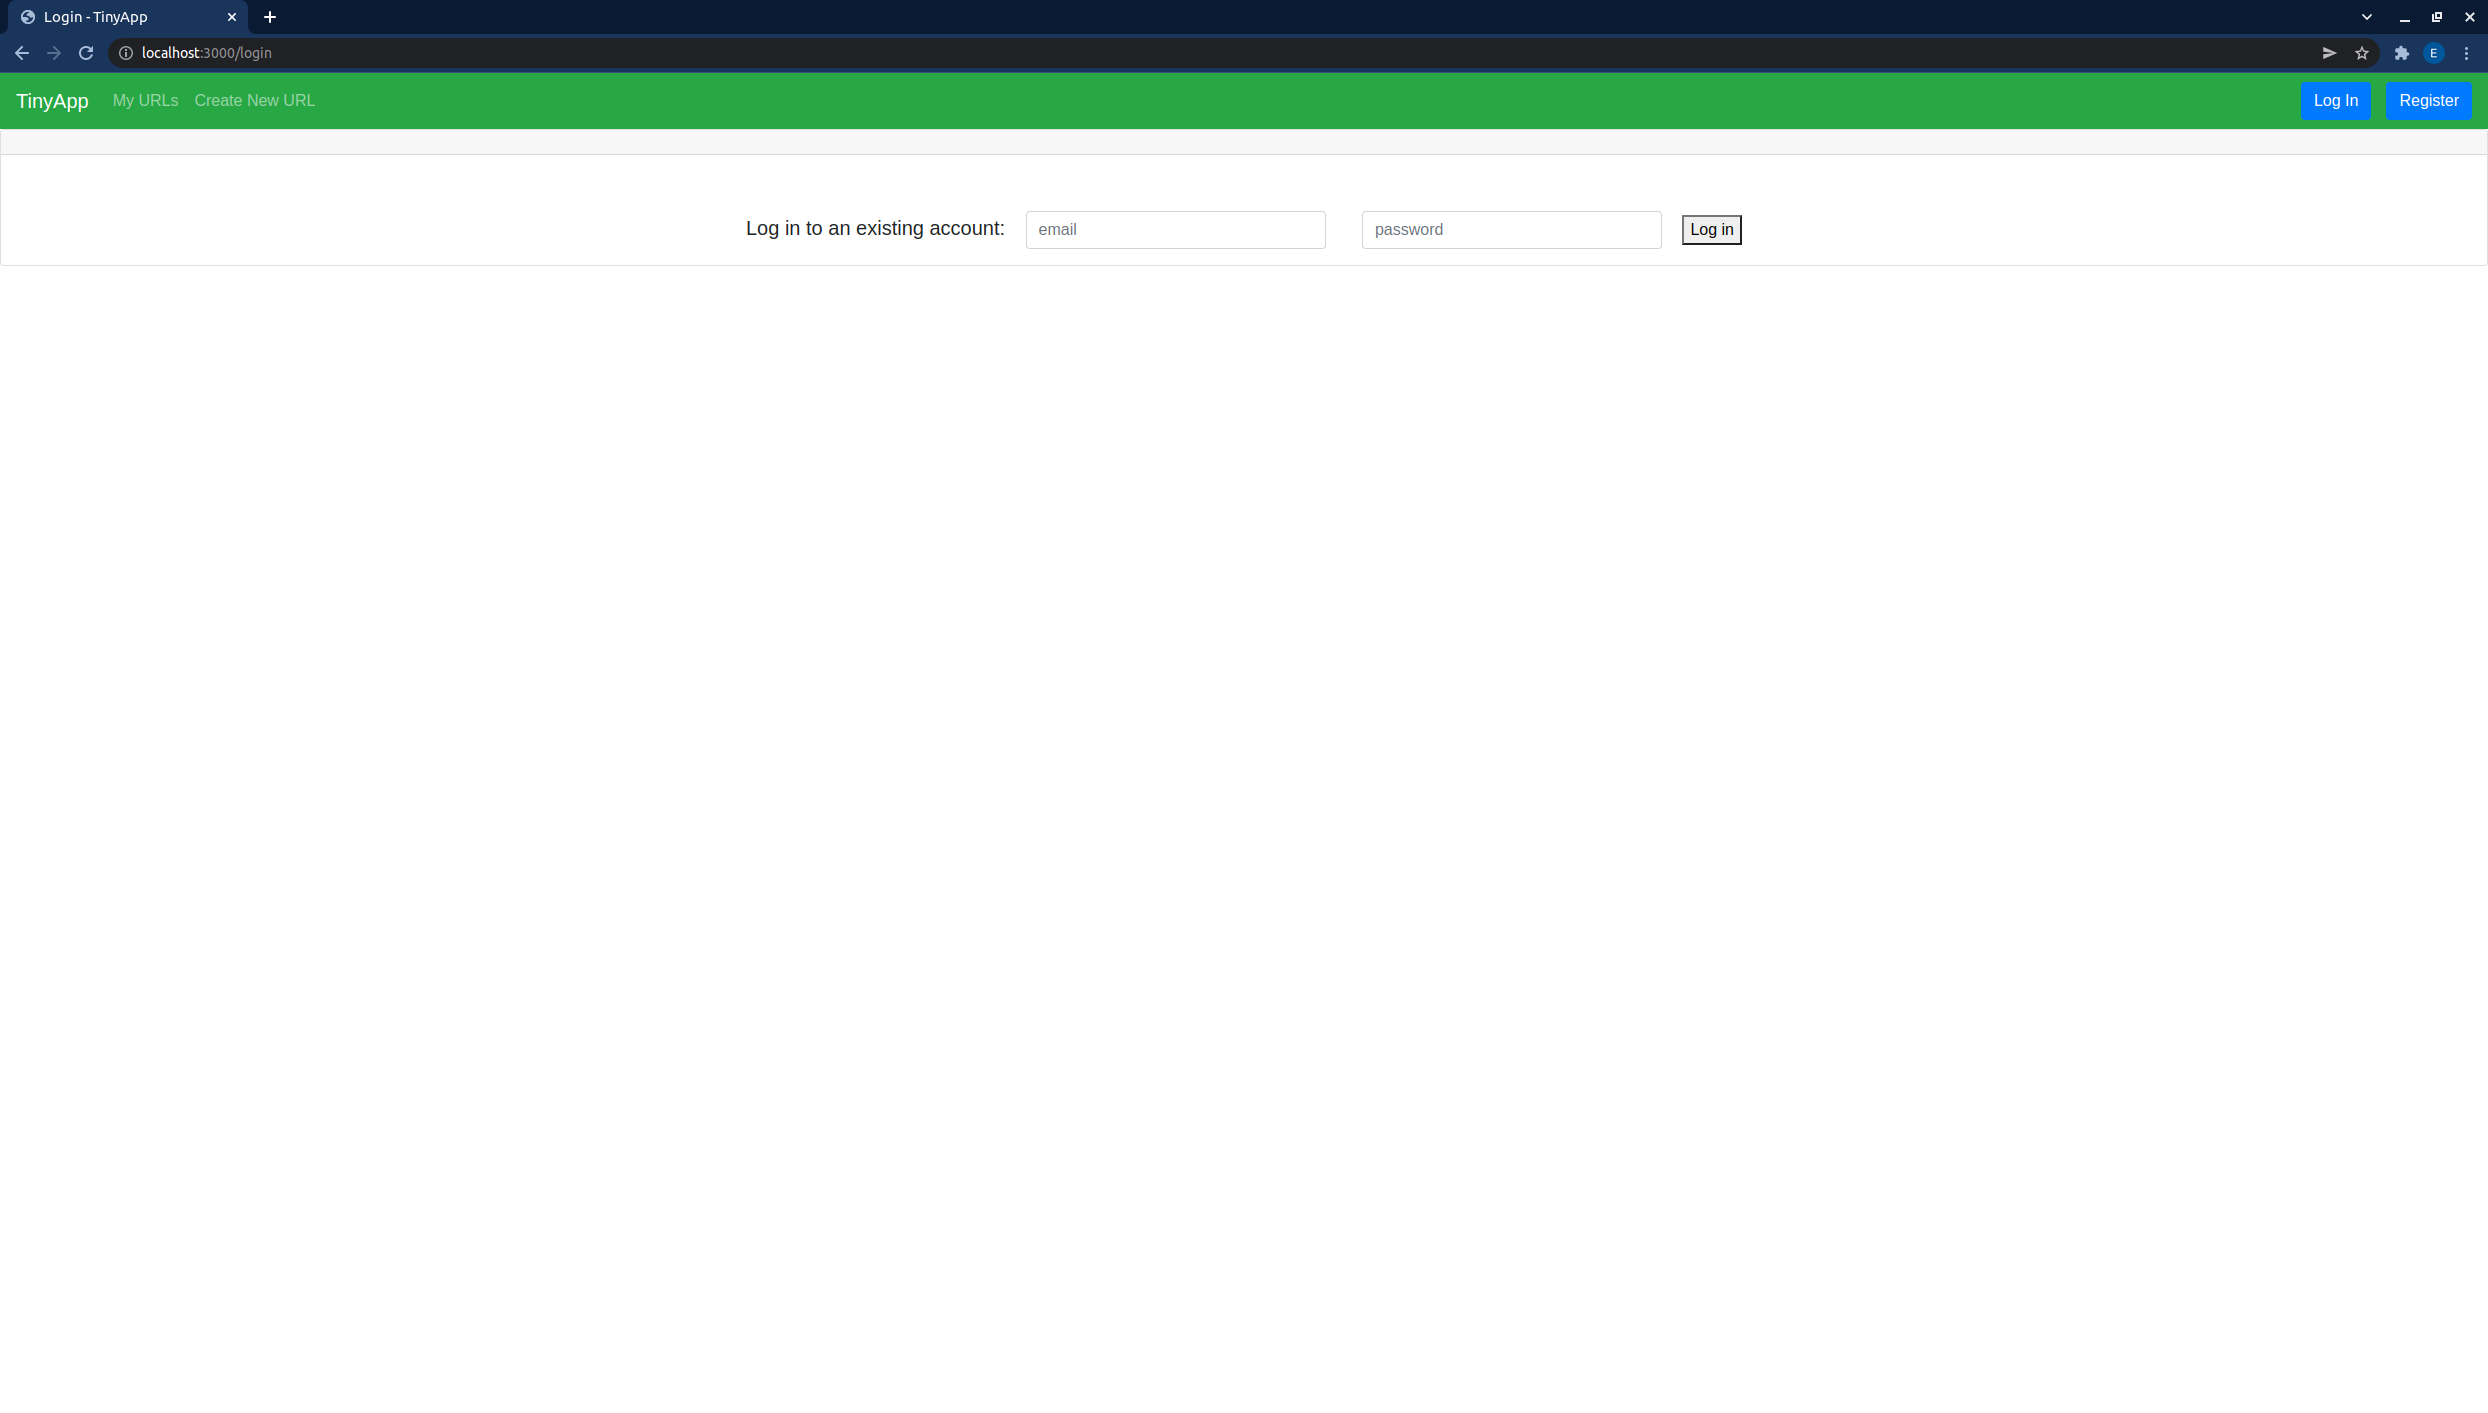 Login - TinyApp
localhost:3000/login
E
TinyApp My URLs Create New URL Log In Register
Log in to an existing account: email password Log in